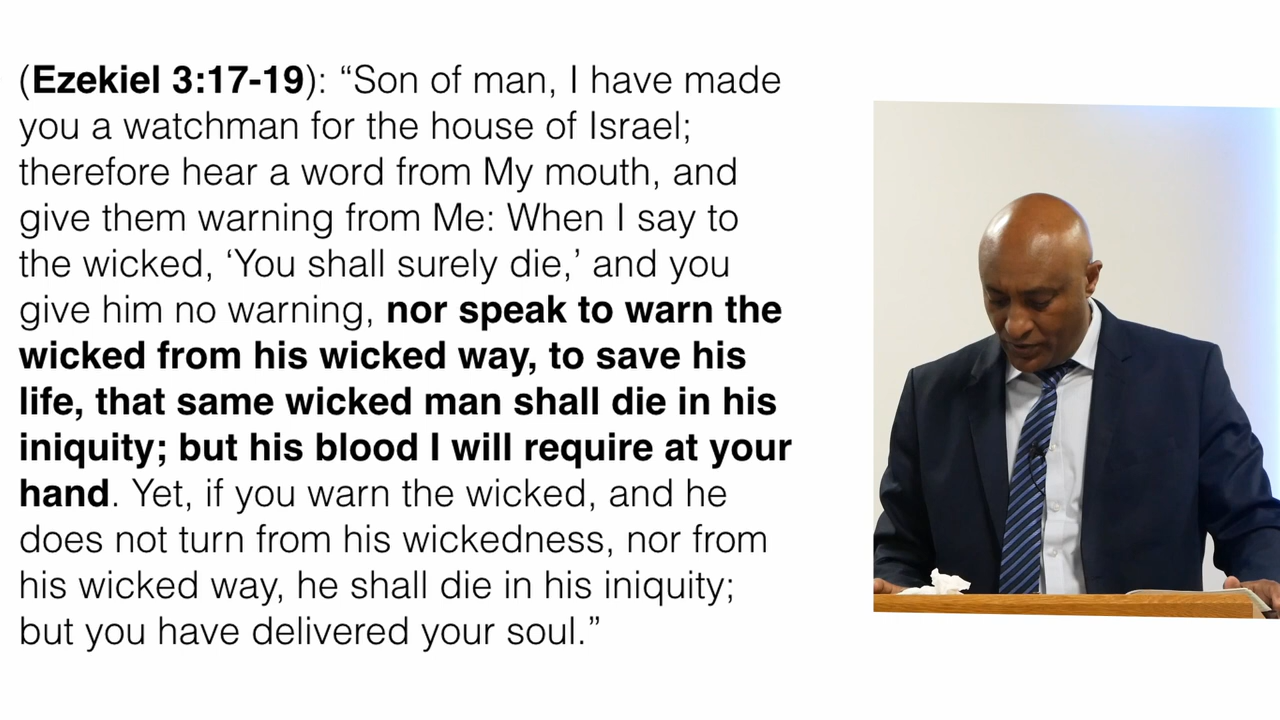 (Ezekiel 3:17-19): “Son of man, I have made
you a watchman for the house of Israel;
therefore hear a word from My mouth, and
give them warning from Me: When I say to
the wicked, ‘You shall surely die,’ and you
give him no warning, nor speak to warn the
wicked from his wicked way, to save his
life, that same wicked man shall die in his
iniquity; but his blood I will require at your
hand. Yet, if you warn the wicked, and he
does not turn from his wickedness, nor from
his wicked way, he shall die in his iniquity;
but you have delivered your soul.”